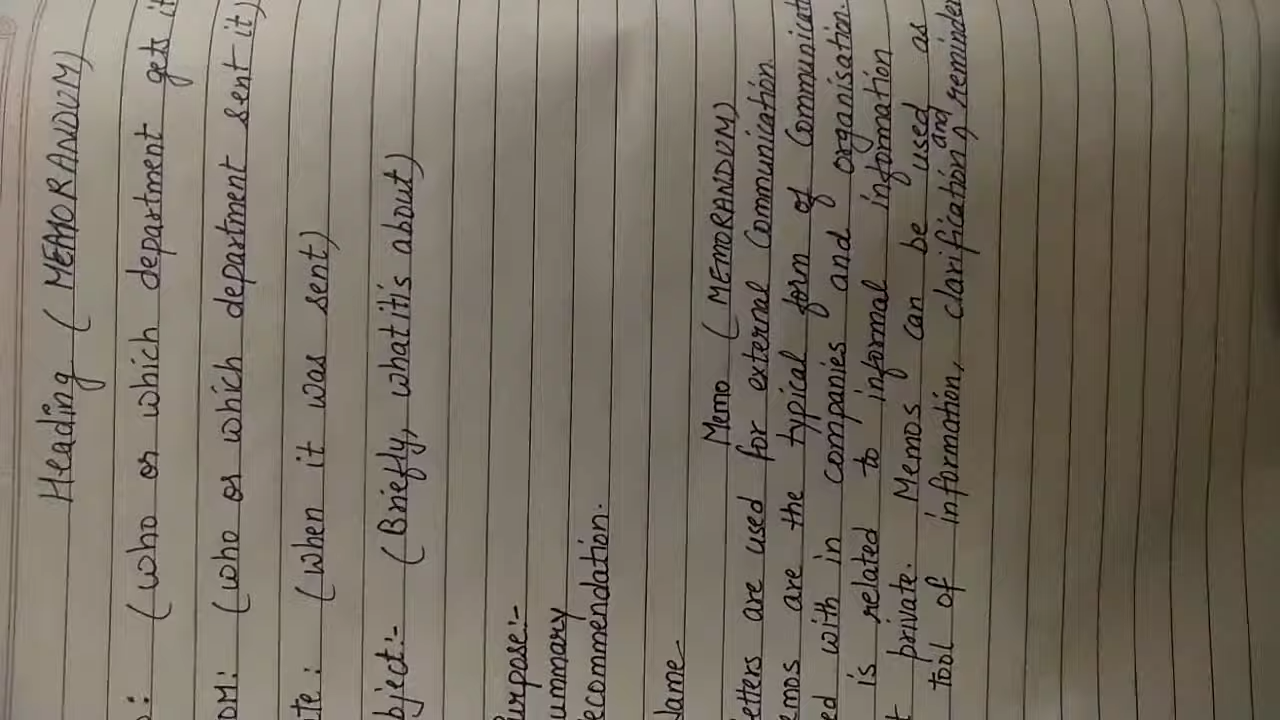 Heading (MEMORANDUM)
: (who or which department gets it
OM: (who or which department sent it)
te: (when it was sent)
bject:- (Briefly, what it is about)
urpose:-
ummary
ecommendation.
Name
Memo (MEMORANDUM)
etters are used for external Communication.
emos are the typical form of Communicat
ed with in companies and organisation.
is related to informal information
t private. Memos can be used as
tool of information, clarification, and reminder